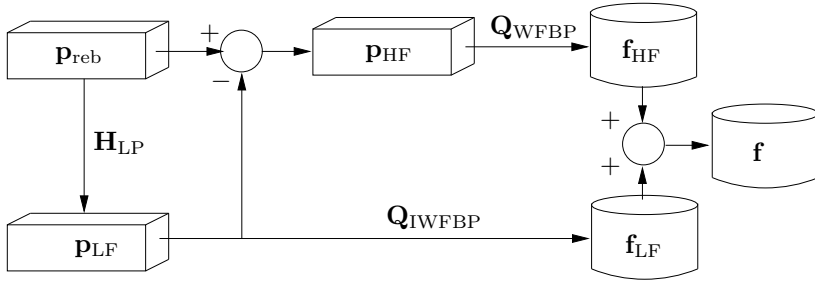 p_reb
+
−
p_HF
Q_WFBP
f_HF
H_LP
+
+
f
p_LF
Q_IWFBP
f_LF